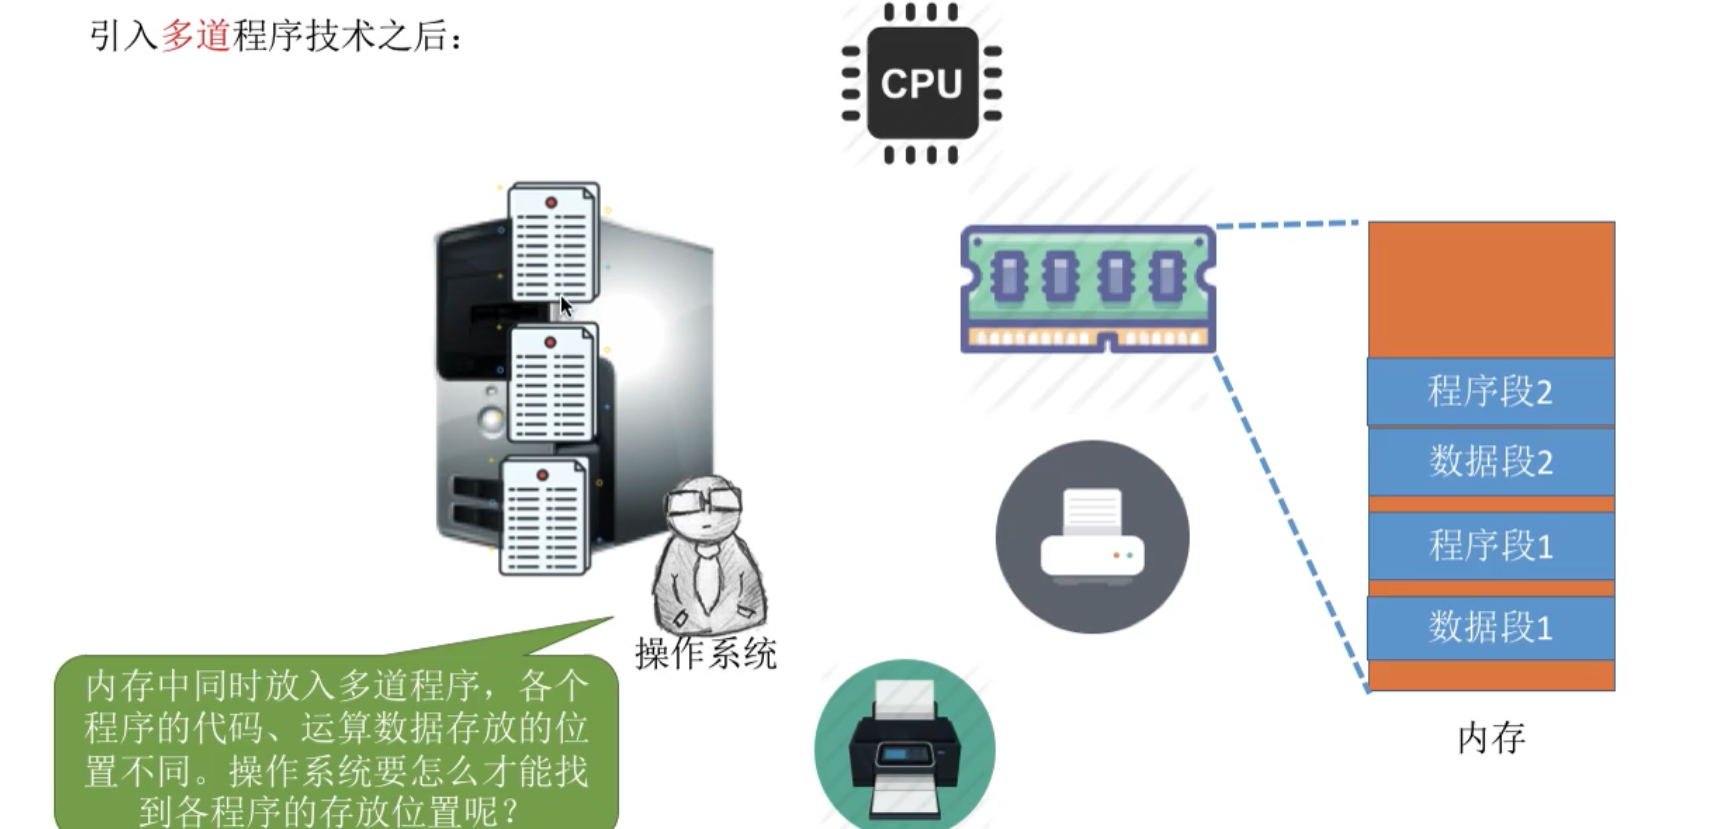 引入多道程序技术之后：
CPU
程序段2
数据段2
程序段1
数据段1
内存
操作系统
内存中同时放入多道程序，各个
程序的代码、运算数据存放的位
置不同。操作系统要怎么才能找
到各程序的存放位置呢？